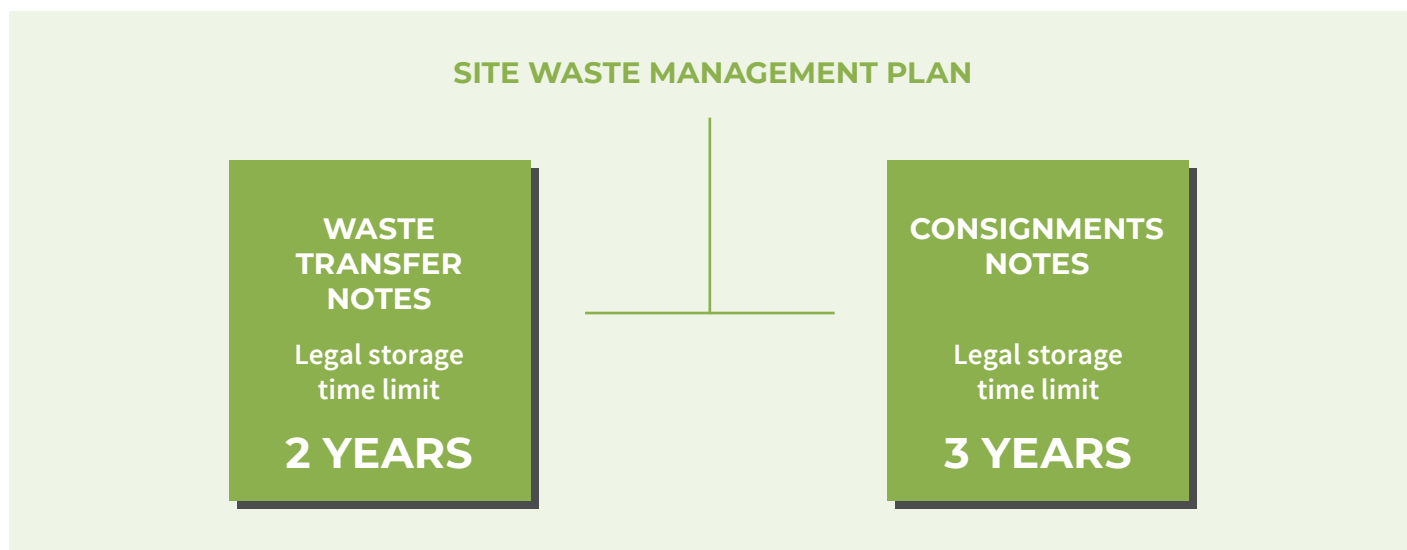 SITE WASTE MANAGEMENT PLAN
WASTE
TRANSFER
NOTES
Legal storage
time limit
2 YEARS
CONSIGNMENTS
NOTES
Legal storage
time limit
3 YEARS